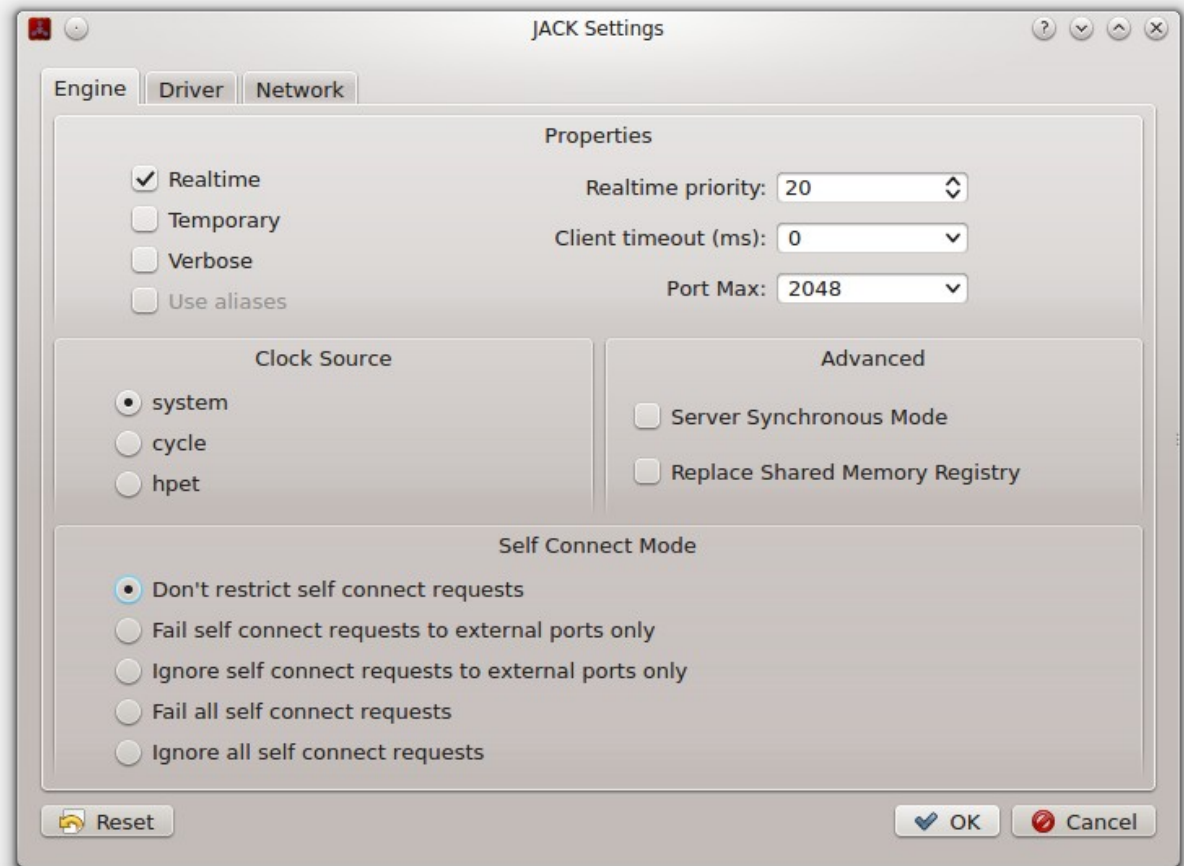 JACK Settings
Engine
Driver
Network
Properties
Realtime
Temporary
Verbose
Use aliases
Realtime priority: 20
Client timeout (ms): 0
Port Max: 2048
Clock Source
system
cycle
hpet
Advanced
Server Synchronous Mode
Replace Shared Memory Registry
Self Connect Mode
Don't restrict self connect requests
Fail self connect requests to external ports only
Ignore self connect requests to external ports only
Fail all self connect requests
Ignore all self connect requests
Reset
OK
Cancel